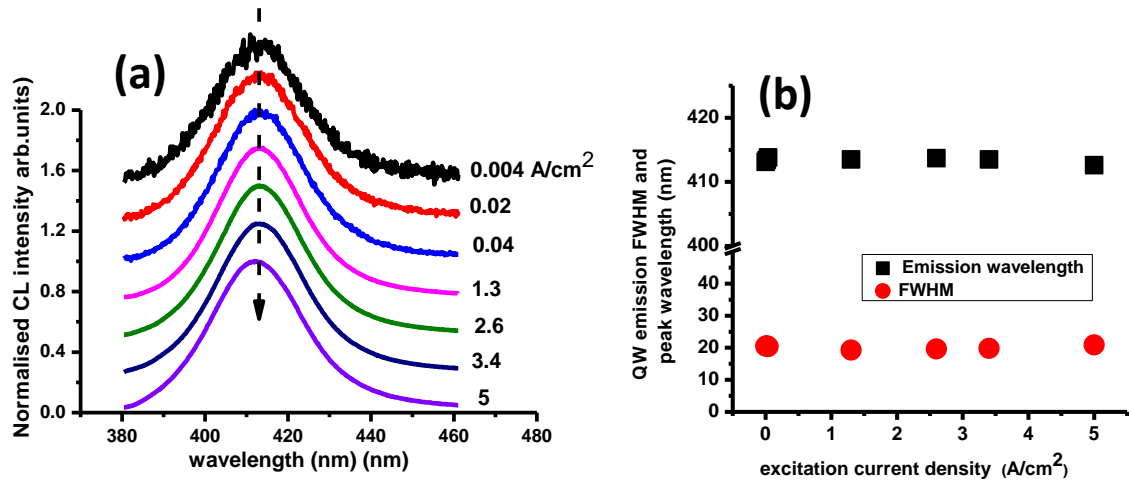 (a)
Normalised CL intensity arb.units
2.0
1.6
1.2
0.8
0.4
0.0
0.004 A/cm²
0.02
0.04
1.3
2.6
3.4
5
380 400 420 440 460 480
wavelength (nm) (nm)
(b)
QW emission FWHM and
peak wavelength (nm)
420
410
400
40
30
20
10
0
Emission wavelength
FWHM
0 1 2 3 4 5
excitation current density (A/cm²)